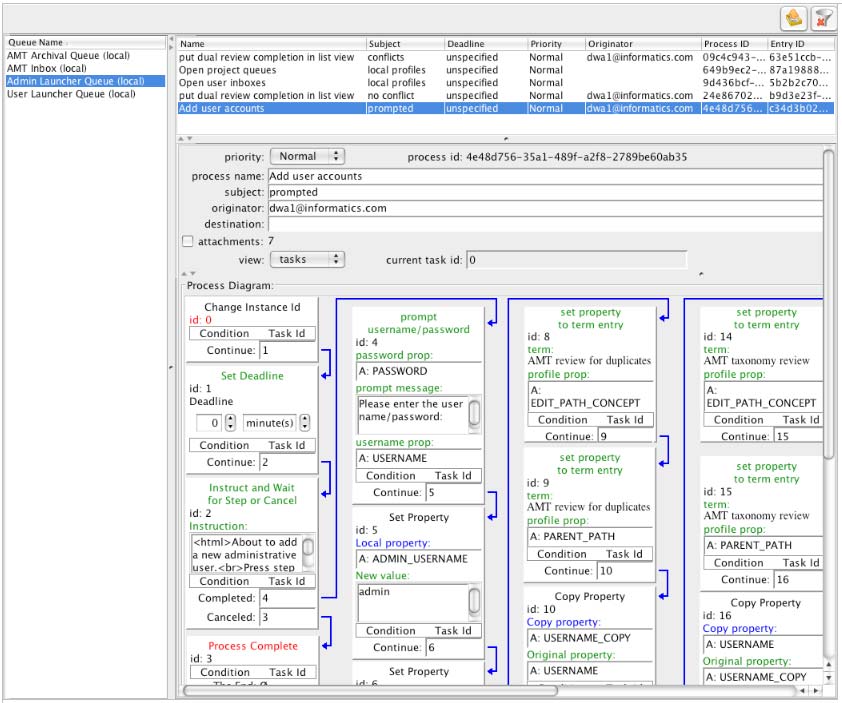 Queue Name
AMT Archival Queue (local)
AMT Inbox (local)
Admin Launcher Queue (local)
User Launcher Queue (local)
Name Subject Deadline Priority Originator Process ID Entry ID
put dual review completion in list view conflicts unspecified Normal dwa1@informatics.com 09c4c943-... 63e51ccb-...
Open project queues local profiles unspecified Normal 649b9ec2-... 87a19888...
Open user inboxes local profiles unspecified Normal 9d436bcf-... 5b2b2c70...
put dual review completion in list view no conflict unspecified Normal dwa1@informatics.com 24e86702... b9d3e23f-...
Add user accounts prompted unspecified Normal dwa1@informatics.com 4e48d756... c34d3b02...
priority: Normal process id: 4e48d756-35a1-489f-a2f8-2789be60ab35
process name: Add user accounts
subject: prompted
originator: dwa1@informatics.com
destination:
attachments: 7
view: tasks current task id: 0
Process Diagram:
Change Instance Id
id: 0
Condition Task Id
Continue: 1
Set Deadline
id: 1
Deadline
0 minute(s)
Condition Task Id
Continue: 2
Instruct and Wait
for Step or Cancel
id: 2
Instruction:
<html>About to add
a new administrative
user.<br>Press step
Condition Task Id
Completed: 4
Canceled: 3
Process Complete
id: 3
Condition Task Id
The End: Ø
prompt
username/password
id: 4
password prop:
A: PASSWORD
prompt message:
Please enter the user
name/password:
username prop:
A: USERNAME
Condition Task Id
Continue: 5
Set Property
id: 5
Local property:
A: ADMIN_USERNAME
New value:
admin
Condition Task Id
Continue: 6
Set Property
id: 6
set property
to term entry
id: 8
term:
AMT review for duplicates
profile prop:
A:
EDIT_PATH_CONCEPT
Condition Task Id
Continue: 9
set property
to term entry
id: 9
term:
AMT review for duplicates
profile prop:
A: PARENT_PATH
Condition Task Id
Continue: 10
Copy Property
id: 10
Copy property:
A: USERNAME_COPY
Original property:
A: USERNAME
Condition Task Id
set property
to term entry
id: 14
term:
AMT taxonomy review
profile prop:
A:
EDIT_PATH_CONCEPT
Condition Task Id
Continue: 15
set property
to term entry
id: 15
term:
AMT taxonomy review
profile prop:
A: PARENT_PATH
Condition Task Id
Continue: 16
Copy Property
id: 16
Copy property:
A: USERNAME
Original property:
A: USERNAME_COPY